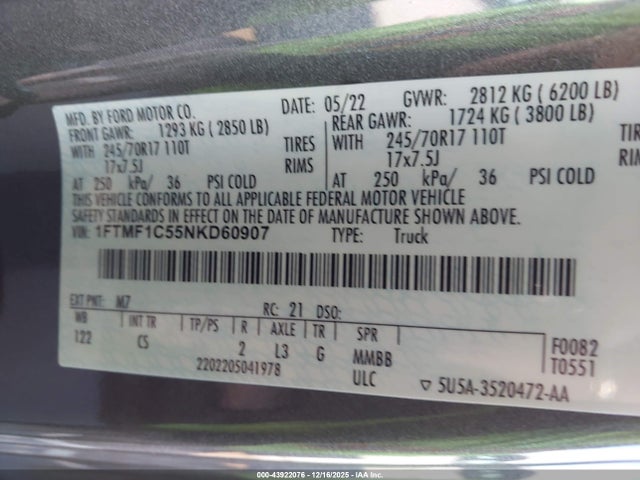 MFD. BY FORD MOTOR CO.
DATE: 05/22 GVWR: 2812 KG ( 6200 LB)
FRONT GAWR: 1293 KG ( 2850 LB)
WITH 245/70R17 110T TIRES
17x7.5J RIMS
AT 250 kPa/ 36 PSI COLD
REAR GAWR: 1724 KG ( 3800 LB)
WITH 245/70R17 110T TIR
17x7.5J RI
AT 250 kPa/ 36 PSI COLD
THIS VEHICLE CONFORMS TO ALL APPLICABLE FEDERAL MOTOR VEHICLE
SAFETY STANDARDS IN EFFECT ON THE DATE OF MANUFACTURE SHOWN ABOVE.
VIN: 1FTMF1C55NKD60907
TYPE: Truck
EXT PNT: M7 RC: 21 DSO:
WB INT TR TP/PS R AXLE TR SPR
122 CS 2 L3 G MMBB
2202205041978 ULC
F0082
T0551
▽ 5U5A-3520472-AA
000-43922076 - 12/16/2025 - IAA Inc.